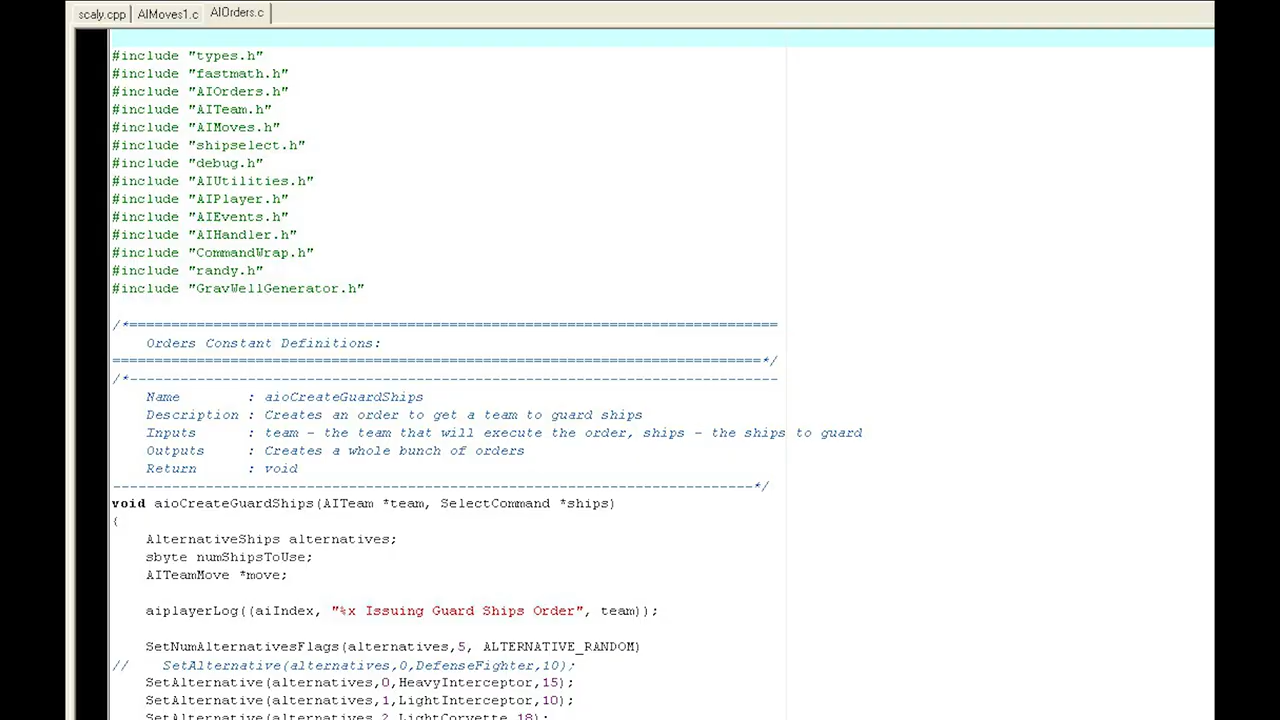 scaly.cpp AIMoves1.c AIOrders.c
#include "types.h"
#include "fastmath.h"
#include "AIOrders.h"
#include "AITeam.h"
#include "AIMoves.h"
#include "shipselect.h"
#include "debug.h"
#include "AIUtilities.h"
#include "AIPlayer.h"
#include "AIEvents.h"
#include "AIHandler.h"
#include "CommandWrap.h"
#include "randy.h"
#include "GravWellGenerator.h"
/*=============================================================================
Orders Constant Definitions:
=============================================================================*/
/*-----------------------------------------------------------------------------
Name : aioCreateGuardShips
Description : Creates an order to get a team to guard ships
Inputs : team - the team that will execute the order, ships - the ships to guard
Outputs : Creates a whole bunch of orders
Return : void
----------------------------------------------------------------------------*/
void aioCreateGuardShips(AITeam *team, SelectCommand *ships)
{
AlternativeShips alternatives;
sbyte numShipsToUse;
AITeamMove *move;
aiplayerLog((aiIndex, "%x Issuing Guard Ships Order", team));
SetNumAlternativesFlags(alternatives,5, ALTERNATIVE_RANDOM)
// SetAlternative(alternatives,0,DefenseFighter,10);
SetAlternative(alternatives,0,HeavyInterceptor,15);
SetAlternative(alternatives,1,LightInterceptor,10);
SetAlternative(alternatives,2,LightCorvette,18);